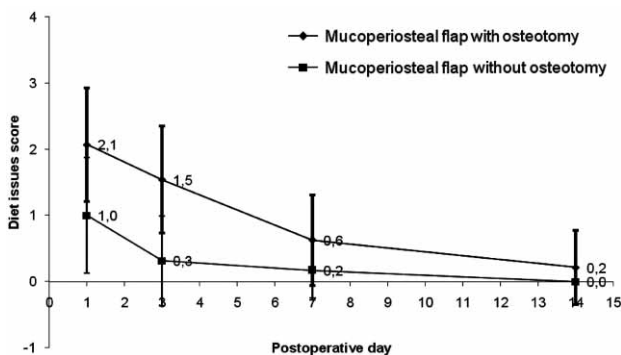 4
Mucoperiosteal flap with osteotomy
Mucoperiosteal flap without osteotomy
3
Diet issues score
2,1
2
1,5
1
1,0
0,6
0,3
0,2
0,2
0,0
0
0 1 2 3 4 5 6 7 8 9 10 11 12 13 14 15
-1
Postoperative day